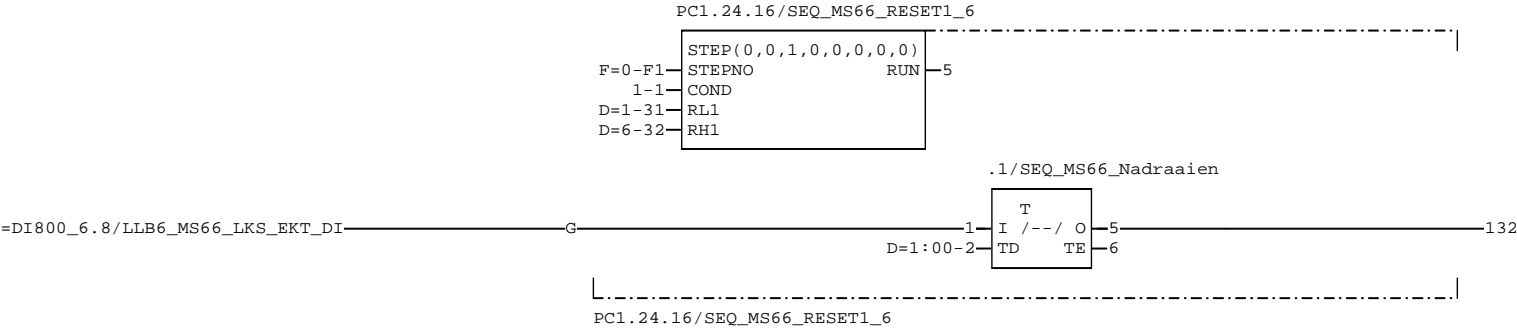 PC1.24.16/SEQ_MS66_RESET1_6
STEP(0,0,1,0,0,0,0,0)
F=0-F1 STEPNO RUN 5
1-1 COND
D=1-31 RL1
D=6-32 RH1
.1/SEQ_MS66_Nadraaien
T
=DI800_6.8/LLB6_MS66_LKS_EKT_DI G 1 I /--/ O 5 132
D=1:00-2 TD TE 6
PC1.24.16/SEQ_MS66_RESET1_6